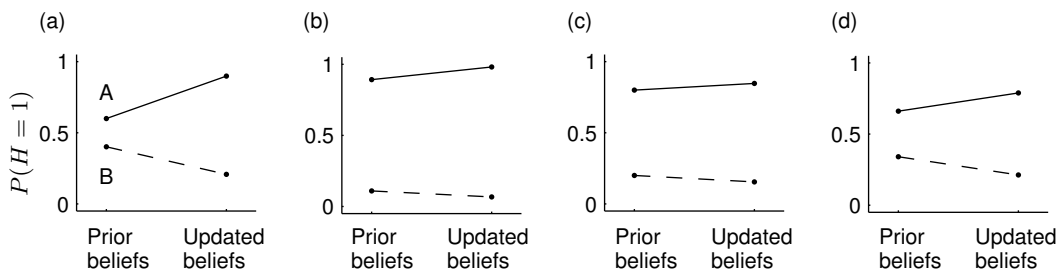 (a) (b) (c) (d)
1 1 1 1
A
P(H = 1)
0.5 0.5 0.5 0.5
B
0 0 0 0
Prior Updated Prior Updated Prior Updated Prior Updated
beliefs beliefs beliefs beliefs beliefs beliefs beliefs beliefs